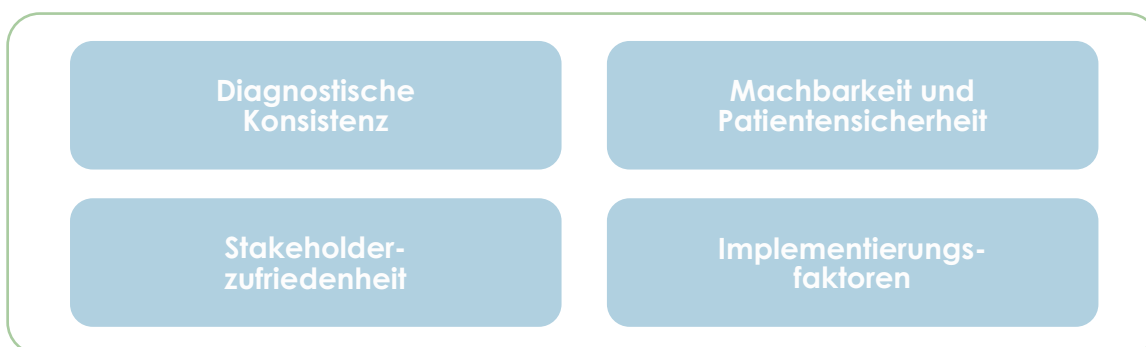 Diagnostische
Konsistenz
Machbarkeit und
Patientensicherheit
Stakeholder-
zufriedenheit
Implementierungs-
faktoren